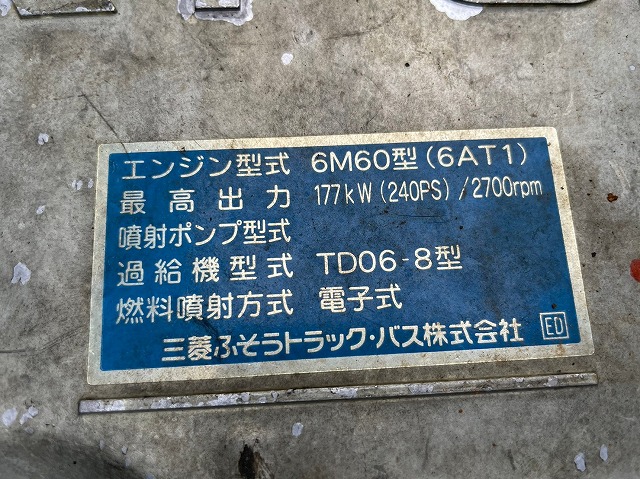 エンジン型式 6M60型(6AT1)
最高出力 177kW(240PS)/2700rpm
噴射ポンプ型式
過給機型式 TD06-8型
燃料噴射方式 電子式
三菱ふそうトラック・バス株式会社 ED